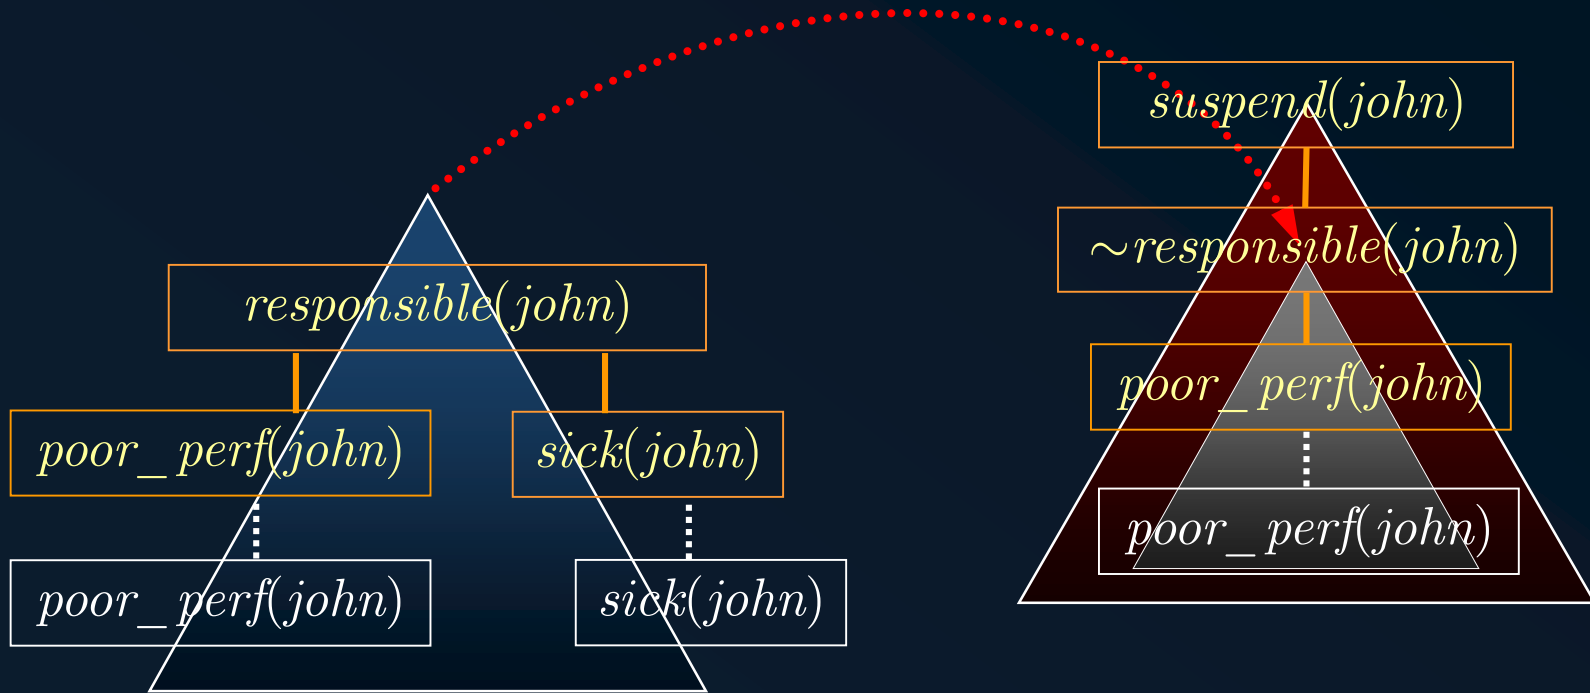 suspend(john)
~responsible(john)
responsible(john)
poor_perf(john)
poor_perf(john)
sick(john)
poor_perf(john)
poor_perf(john)
sick(john)